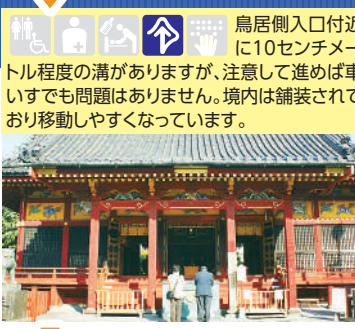 鳥居側入口付近
に10センチメー
トル程度の溝がありますが、注意して進めば車
いすでも問題はありません。境内は舗装されて
おり移動しやすくなっています。